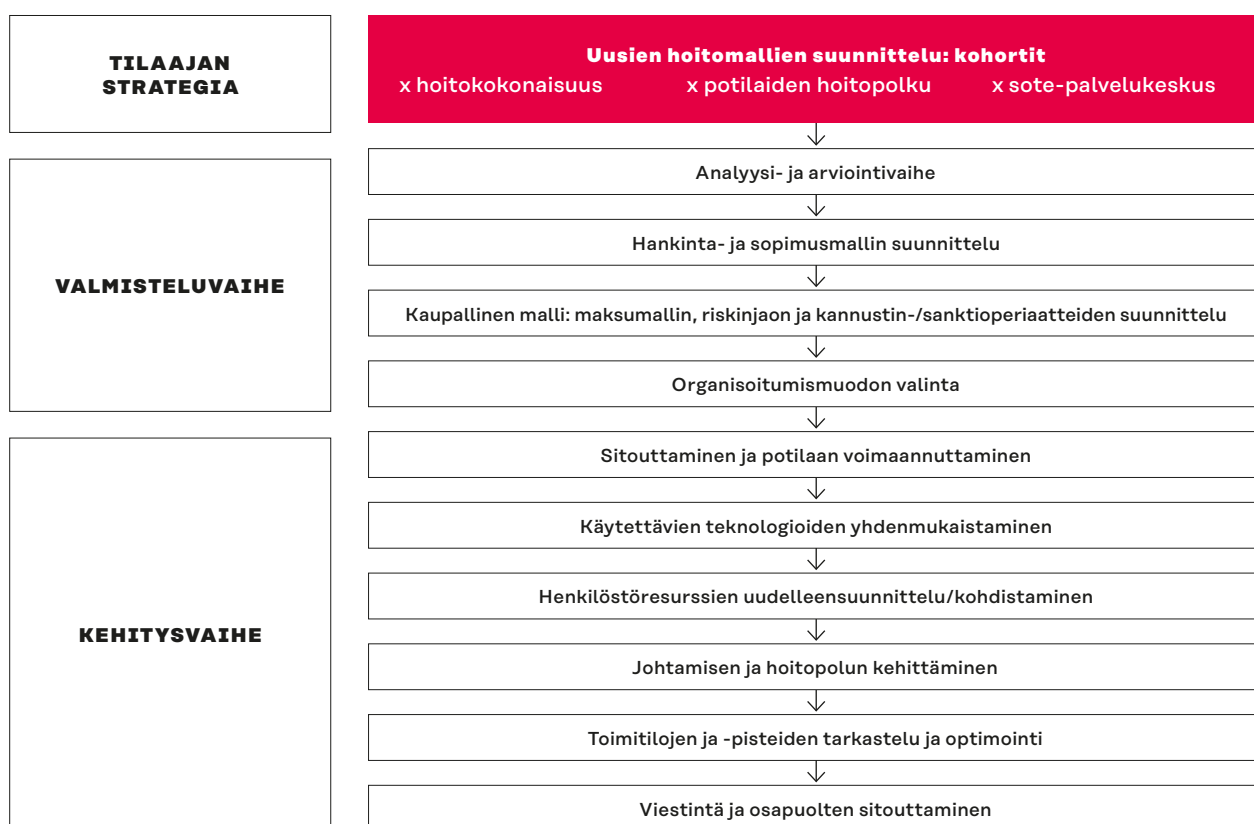 TILAAJAN
STRATEGIA
Uusien hoitomallien suunnittelu: kohortit
x hoitokokonaisuus x potilaiden hoitopolku x sote-palvelukeskus
VALMISTELUVAIHE
Analyysi- ja arviointivaihe
Hankinta- ja sopimusmallin suunnittelu
Kaupallinen malli: maksumallin, riskinjaon ja kannustin-/sanktioperiaatteiden suunnittelu
Organisoitumismuodon valinta
KEHITYSVAIHE
Sitouttaminen ja potilaan voimaannuttaminen
Käytettävien teknologioiden yhdenmukaistaminen
Henkilöstöresurssien uudelleensuunnittelu/kohdistaminen
Johtamisen ja hoitopolun kehittäminen
Toimitilojen ja -pisteiden tarkastelu ja optimointi
Viestintä ja osapuolten sitouttaminen